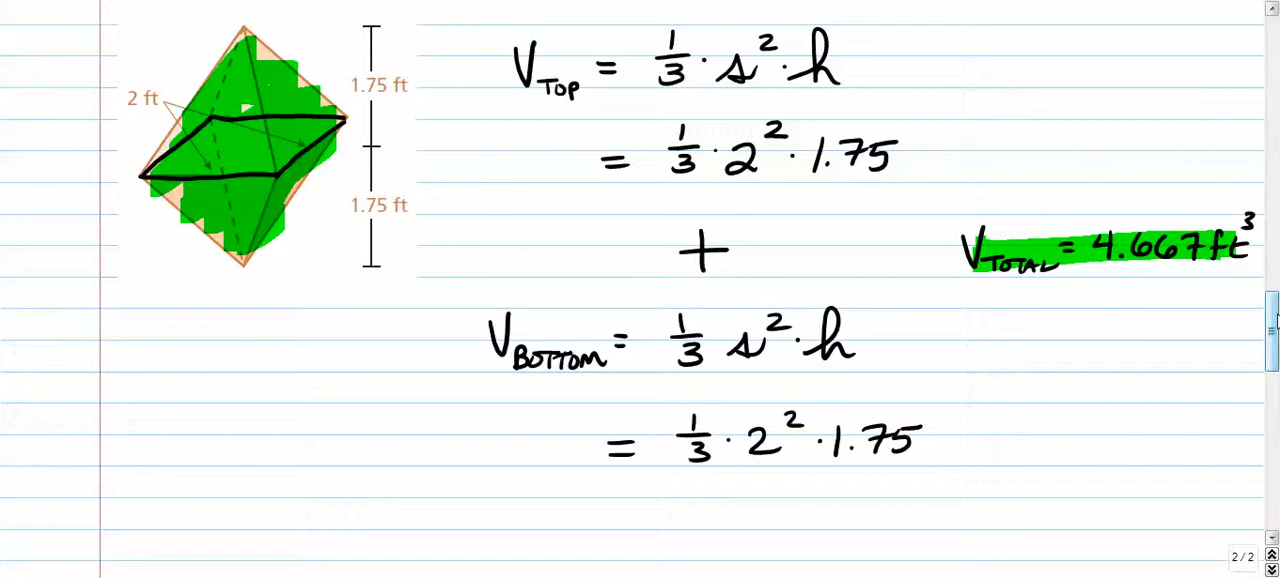 V_TOP = 1/3 · s² · h
1.75 ft
2 ft
= 1/3 · 2² · 1.75
1.75 ft
+
V_TOTAL = 4.667 ft³
V_BOTTOM = 1/3 s² · h
= 1/3 · 2² · 1.75
2 / 2